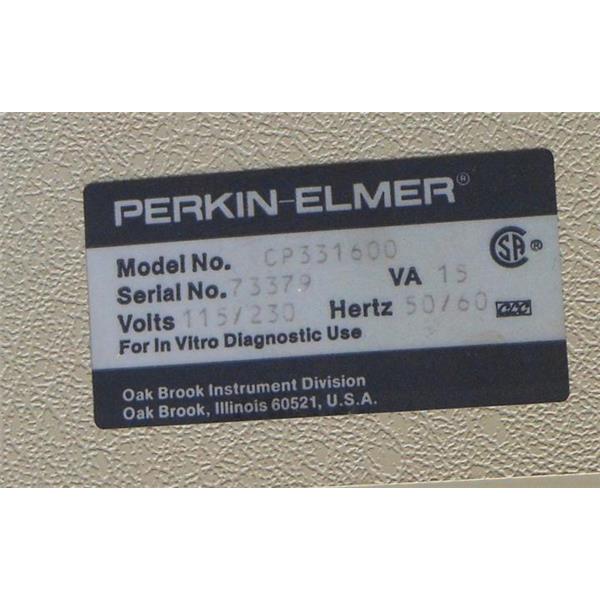 PERKIN-ELMER®
Model No. CP331600
Serial No. 73379 VA 15
Volts 115/230 Hertz 50/60
For In Vitro Diagnostic Use
Oak Brook Instrument Division
Oak Brook, Illinois 60521, U.S.A.
SA ®